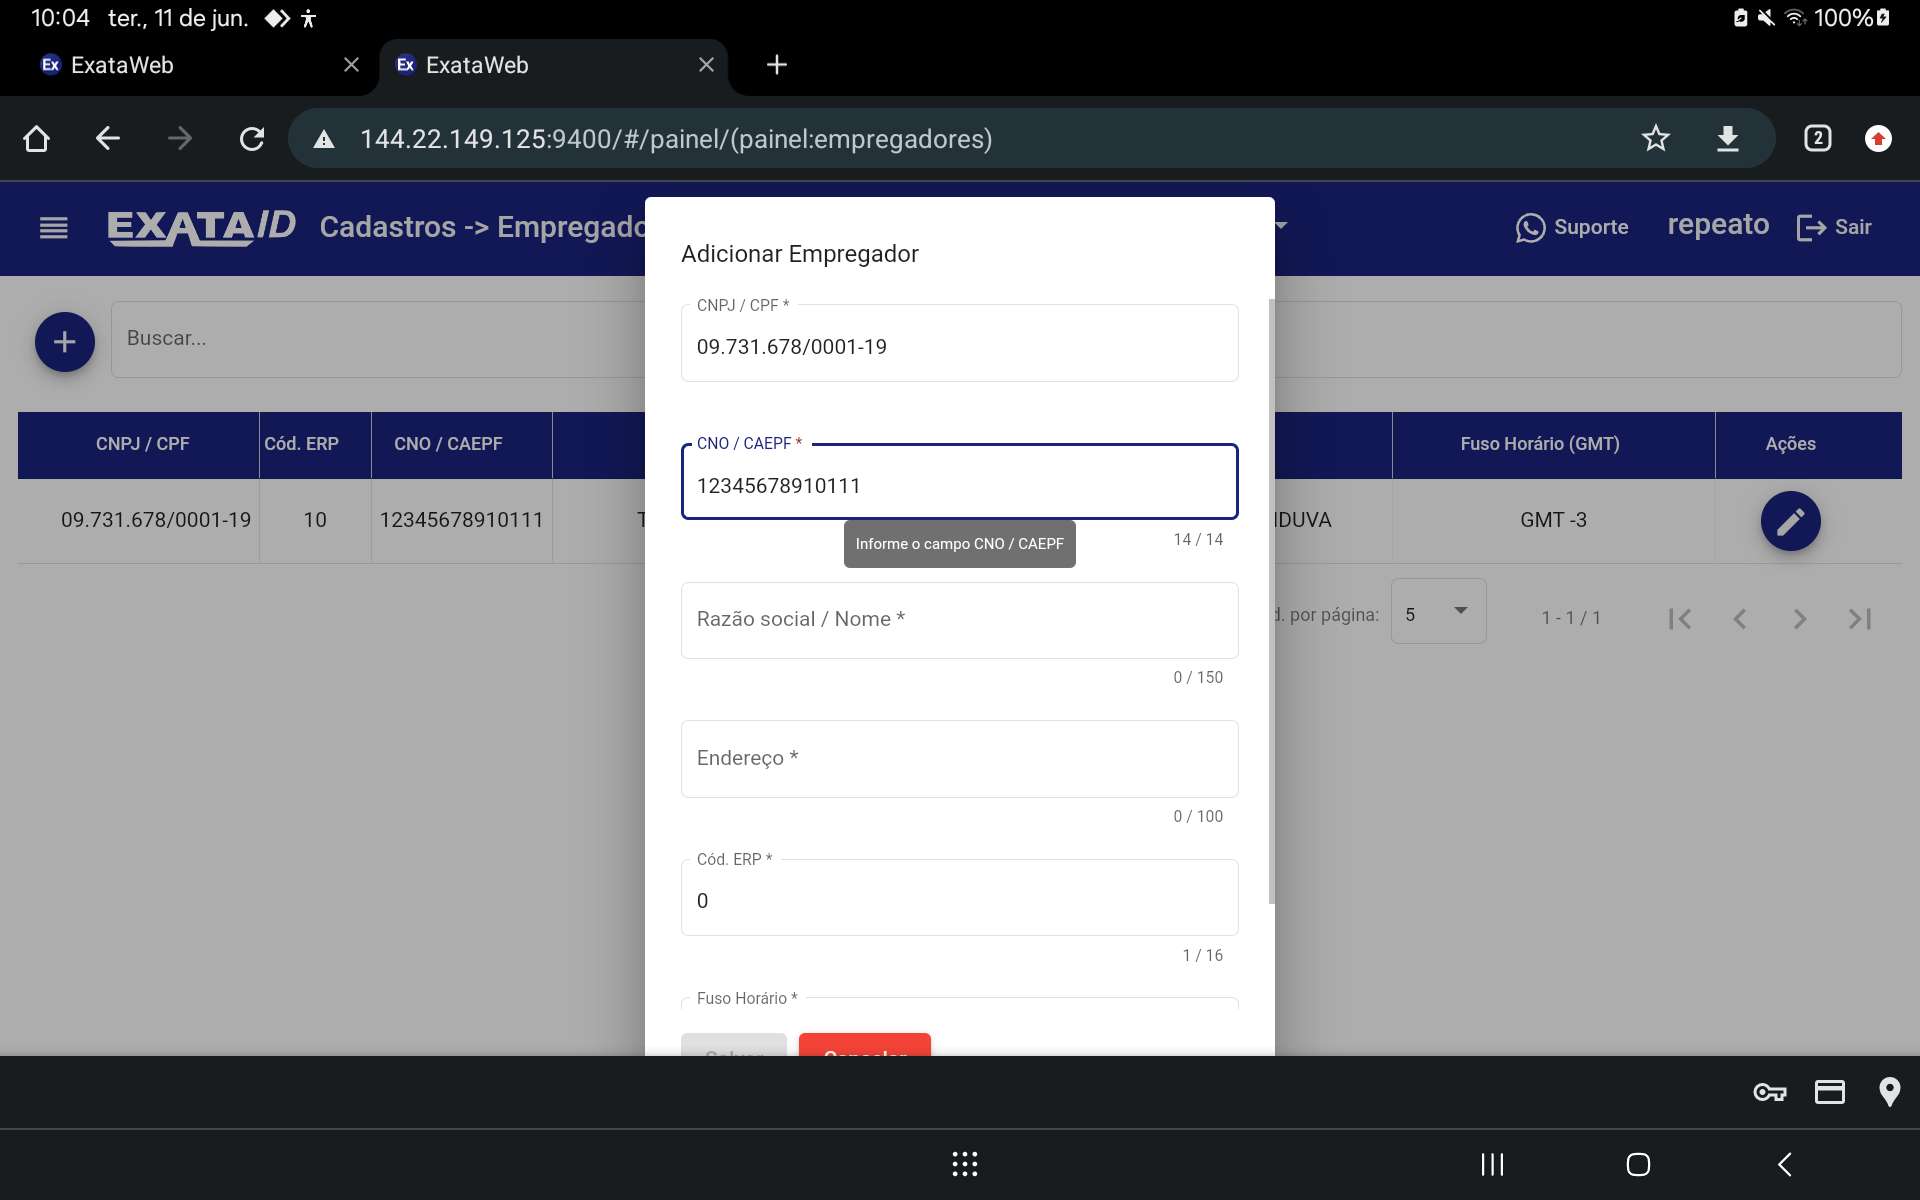 10:04 ter., 11 de jun.
100%
Ex ExataWeb
Ex ExataWeb
144.22.149.125:9400/#/painel/(painel:empregadores)
2
EXATAID
Cadastros -> Empregado
Suporte
repeato
Sair
Adicionar Empregador
Buscar...
CNPJ / CPF *
09.731.678/0001-19
CNPJ / CPF
Cód. ERP
CNO / CAEPF
Fuso Horário (GMT)
Ações
09.731.678/0001-19
10
12345678910111
T
IDUVA
GMT -3
CNO / CAEPF *
12345678910111
14 / 14
Informe o campo CNO / CAEPF
d. por página:
5
1 - 1 / 1
Razão social / Nome *
0 / 150
Endereço *
0 / 100
Cód. ERP *
0
1 / 16
Fuso Horário *
Salvar
Cancelar